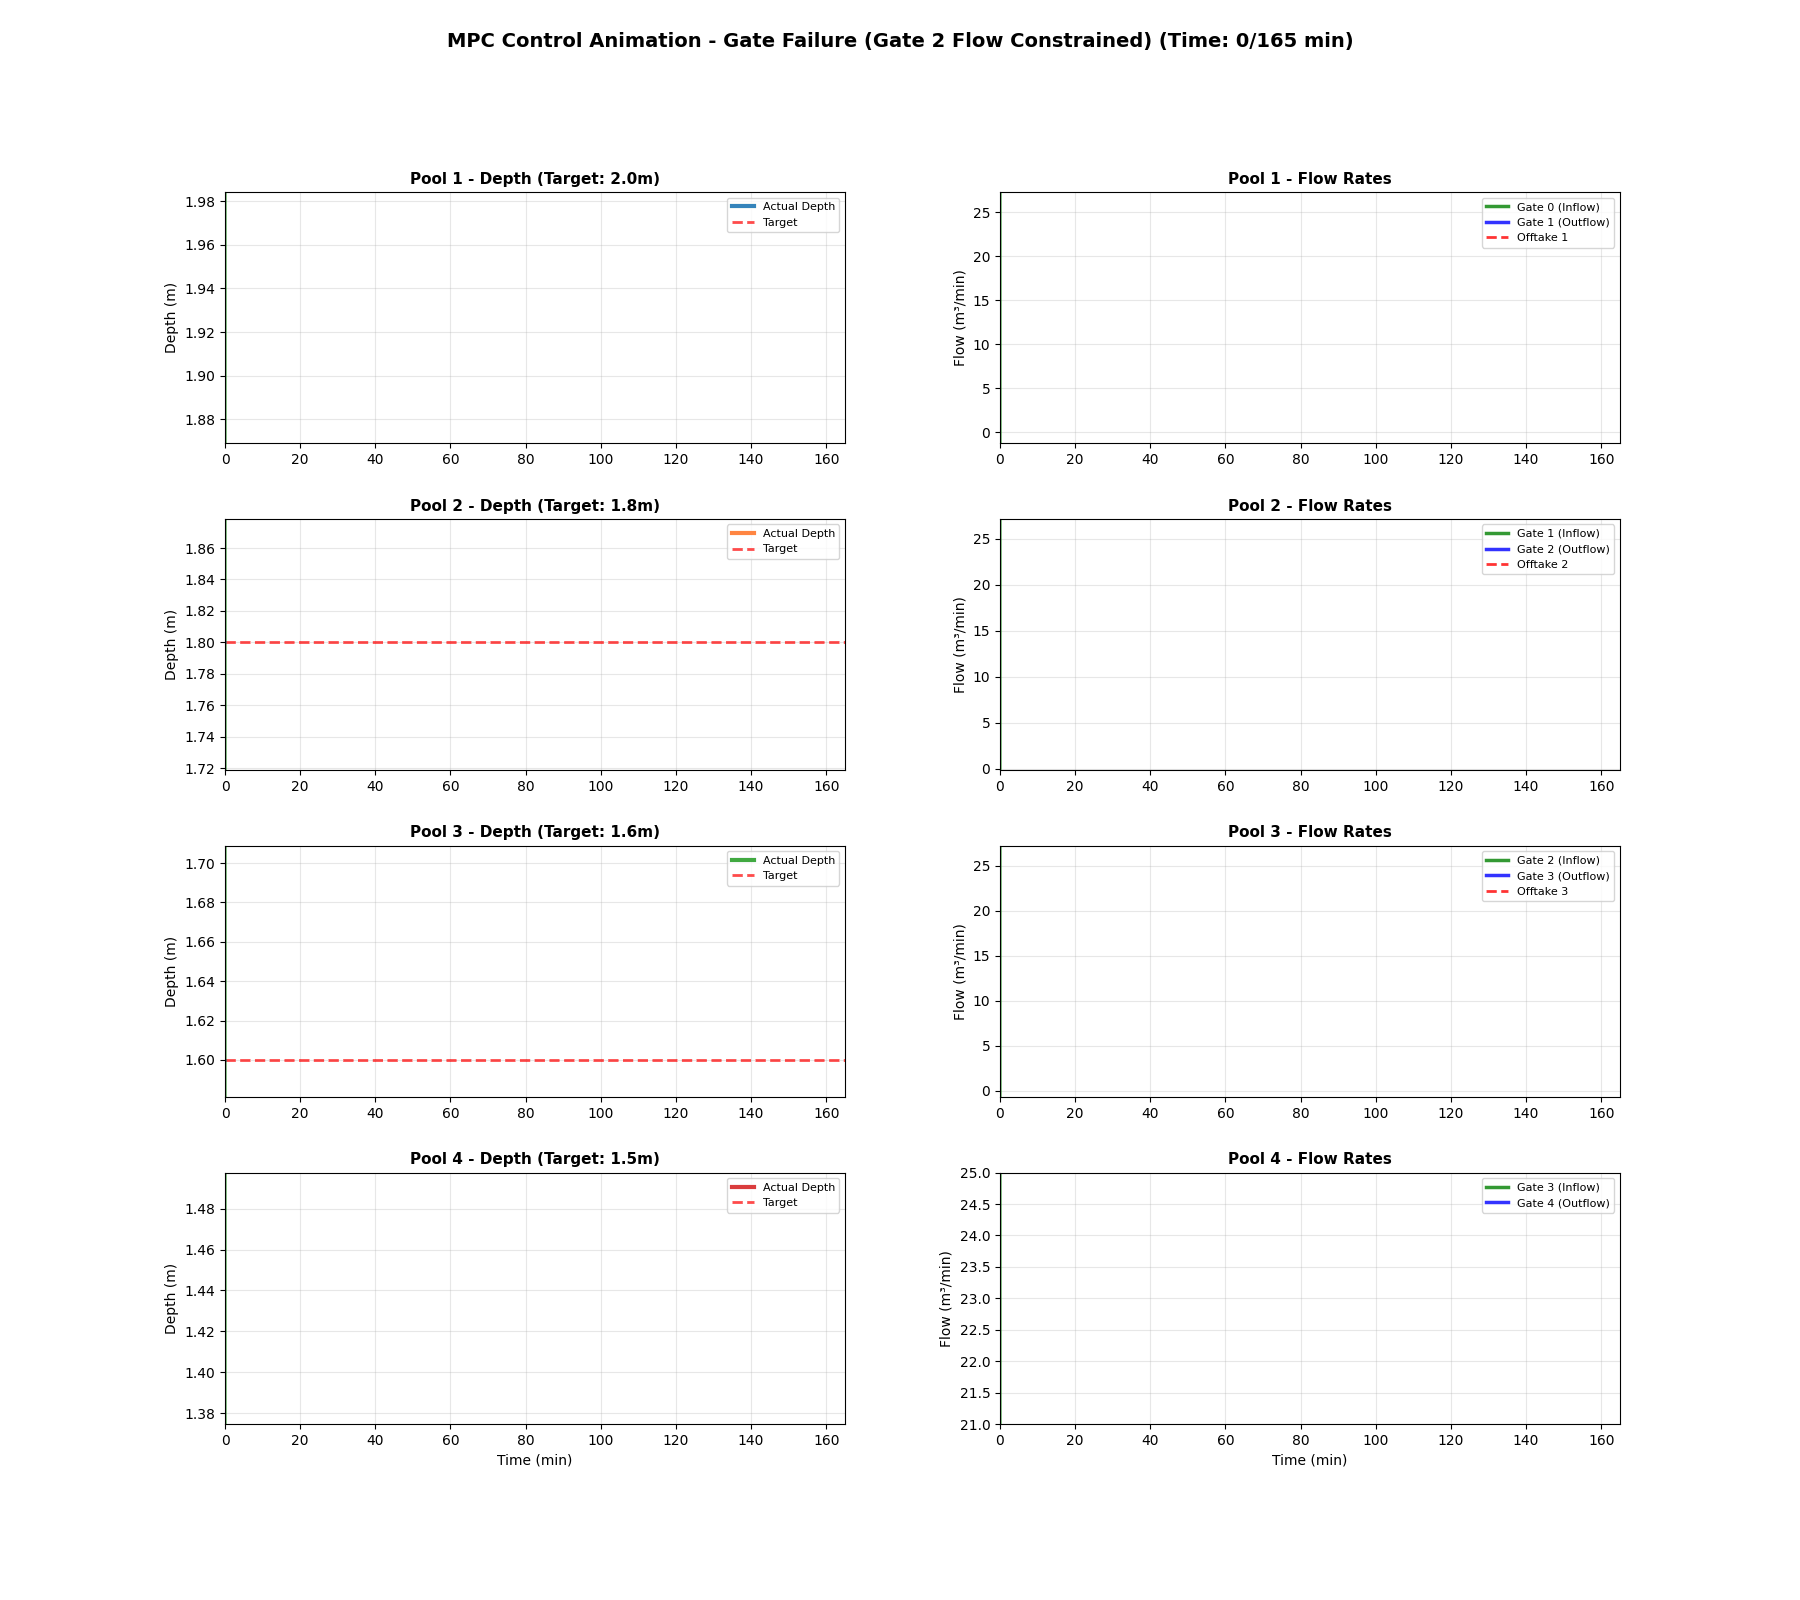 MPC Control Animation - Gate Failure (Gate 2 Flow Constrained) (Time: 0/165 min)
Pool 1 - Depth (Target: 2.0m)
Depth (m)
1.98
1.96
1.94
1.92
1.90
1.88
Actual Depth
Target
0 20 40 60 80 100 120 140 160
Pool 1 - Flow Rates
Flow (m³/min)
25
20
15
10
5
0
Gate 0 (Inflow)
Gate 1 (Outflow)
Offtake 1
0 20 40 60 80 100 120 140 160
Pool 2 - Depth (Target: 1.8m)
Depth (m)
1.86
1.84
1.82
1.80
1.78
1.76
1.74
1.72
Actual Depth
Target
0 20 40 60 80 100 120 140 160
Pool 2 - Flow Rates
Flow (m³/min)
25
20
15
10
5
0
Gate 1 (Inflow)
Gate 2 (Outflow)
Offtake 2
0 20 40 60 80 100 120 140 160
Pool 3 - Depth (Target: 1.6m)
Depth (m)
1.70
1.68
1.66
1.64
1.62
1.60
Actual Depth
Target
0 20 40 60 80 100 120 140 160
Pool 3 - Flow Rates
Flow (m³/min)
25
20
15
10
5
0
Gate 2 (Inflow)
Gate 3 (Outflow)
Offtake 3
0 20 40 60 80 100 120 140 160
Pool 4 - Depth (Target: 1.5m)
Depth (m)
1.48
1.46
1.44
1.42
1.40
1.38
Actual Depth
Target
0 20 40 60 80 100 120 140 160
Time (min)
Pool 4 - Flow Rates
Flow (m³/min)
25.0
24.5
24.0
23.5
23.0
22.5
22.0
21.5
21.0
Gate 3 (Inflow)
Gate 4 (Outflow)
0 20 40 60 80 100 120 140 160
Time (min)